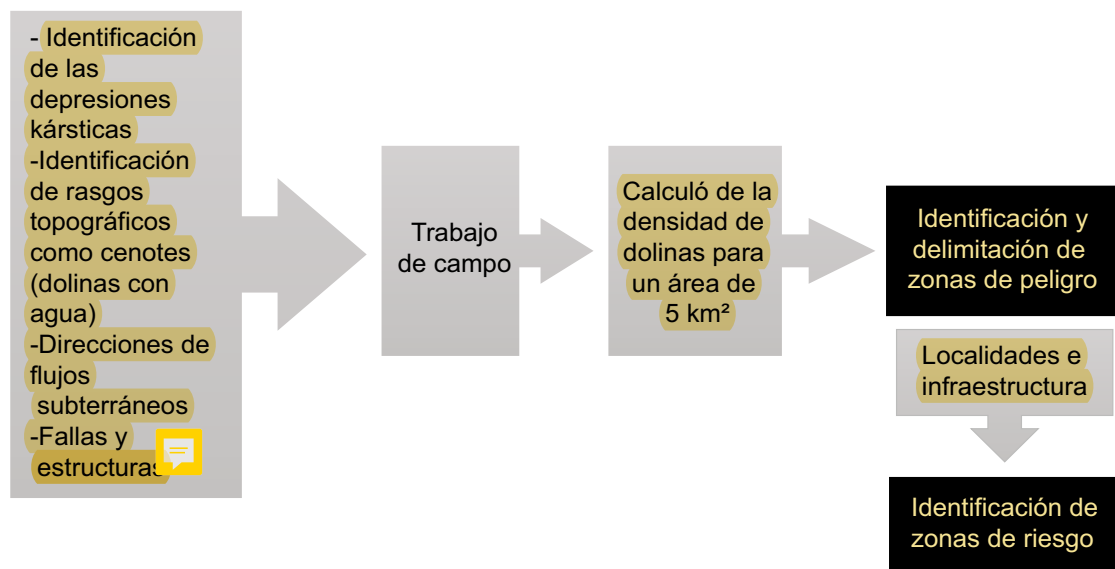 - Identificación
de las
depresiones
kársticas
-Identificación
de rasgos
topográficos
como cenotes
(dolinas con
agua)
-Direcciones de
flujos
subterráneos
-Fallas y
estructuras
Trabajo
de campo
Calculó de la
densidad de
dolinas para
un área de
5 km²
Identificación y
delimitación de
zonas de peligro
Localidades e
infraestructura
Identificación de
zonas de riesgo